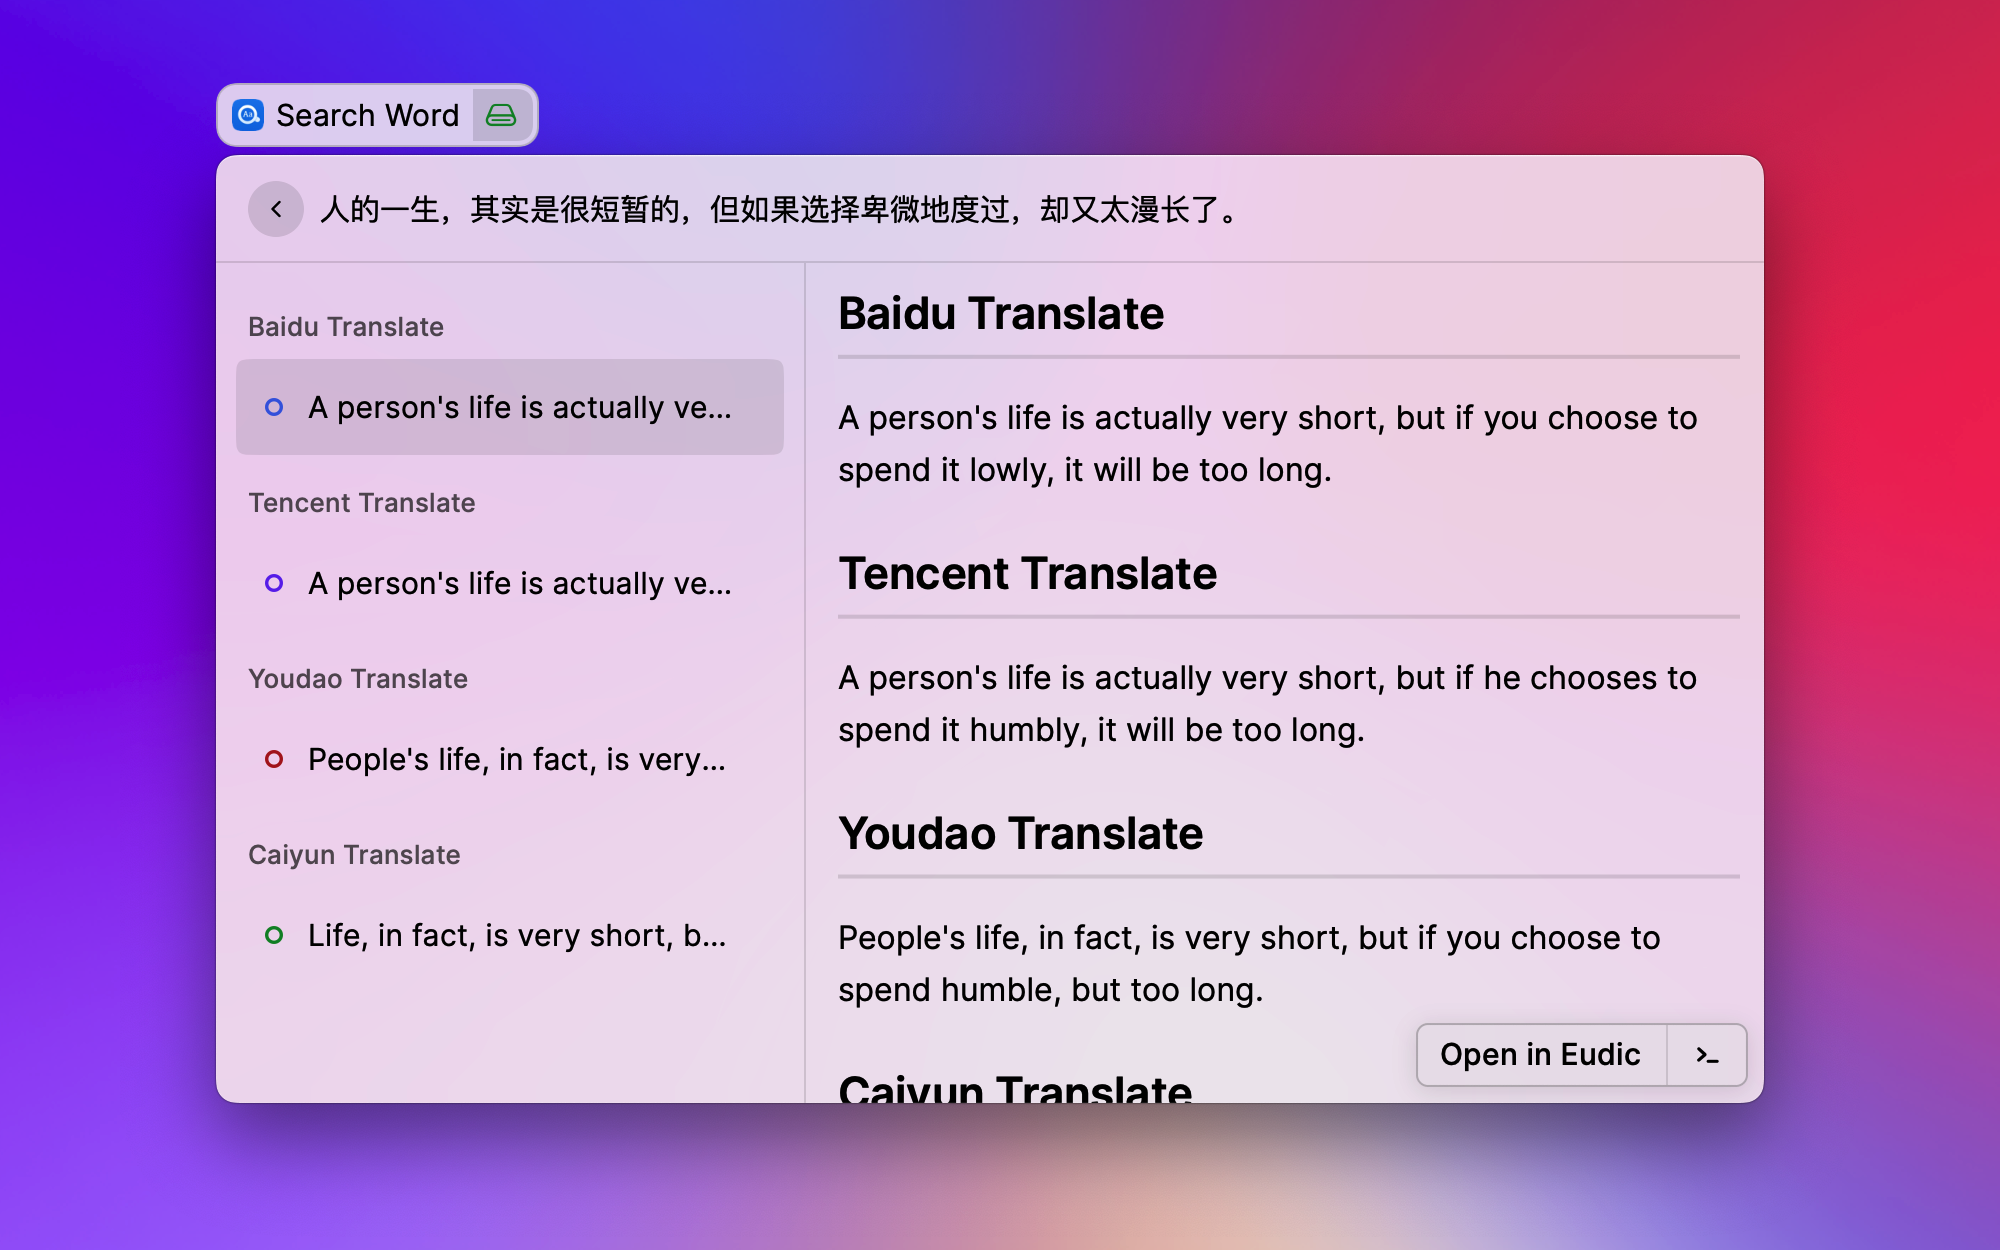 Search Word
人的一生，其实是很短暂的，但如果选择卑微地度过，却又太漫长了。
Baidu Translate
A person's life is actually ve...
Tencent Translate
A person's life is actually ve...
Youdao Translate
People's life, in fact, is very...
Caiyun Translate
Life, in fact, is very short, b...
Baidu Translate
A person's life is actually very short, but if you choose to
spend it lowly, it will be too long.
Tencent Translate
A person's life is actually very short, but if he chooses to
spend it humbly, it will be too long.
Youdao Translate
People's life, in fact, is very short, but if you choose to
spend humble, but too long.
Caiyun Translate
Open in Eudic